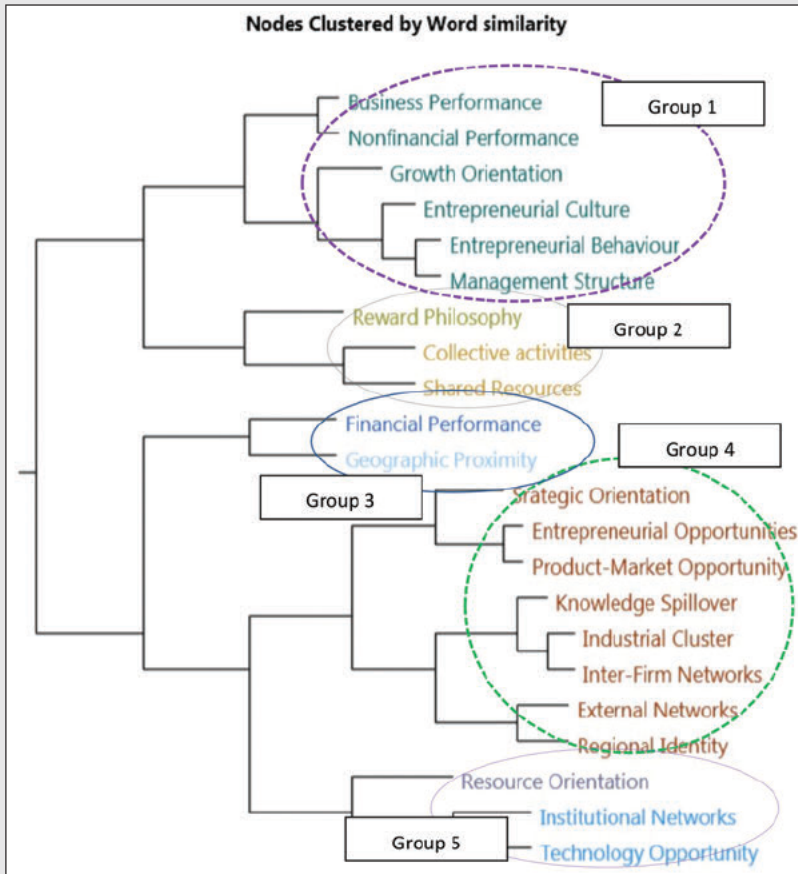 Nodes Clustered by Word similarity
Business Performance
Group 1
Nonfinancial Performance
Growth Orientation
Entrepreneurial Culture
Entrepreneurial Behaviour
Management Structure
Reward Philosophy
Group 2
Collective activities
Shared Resources
Financial Performance
Group 4
Geographic Proximity
Group 3
Srategic Orientation
Entrepreneurial Opportunities
Product-Market Opportunity
Knowledge Spillover
Industrial Cluster
Inter-Firm Networks
External Networks
Regional Identity
Resource Orientation
Institutional Networks
Group 5
Technology Opportunity